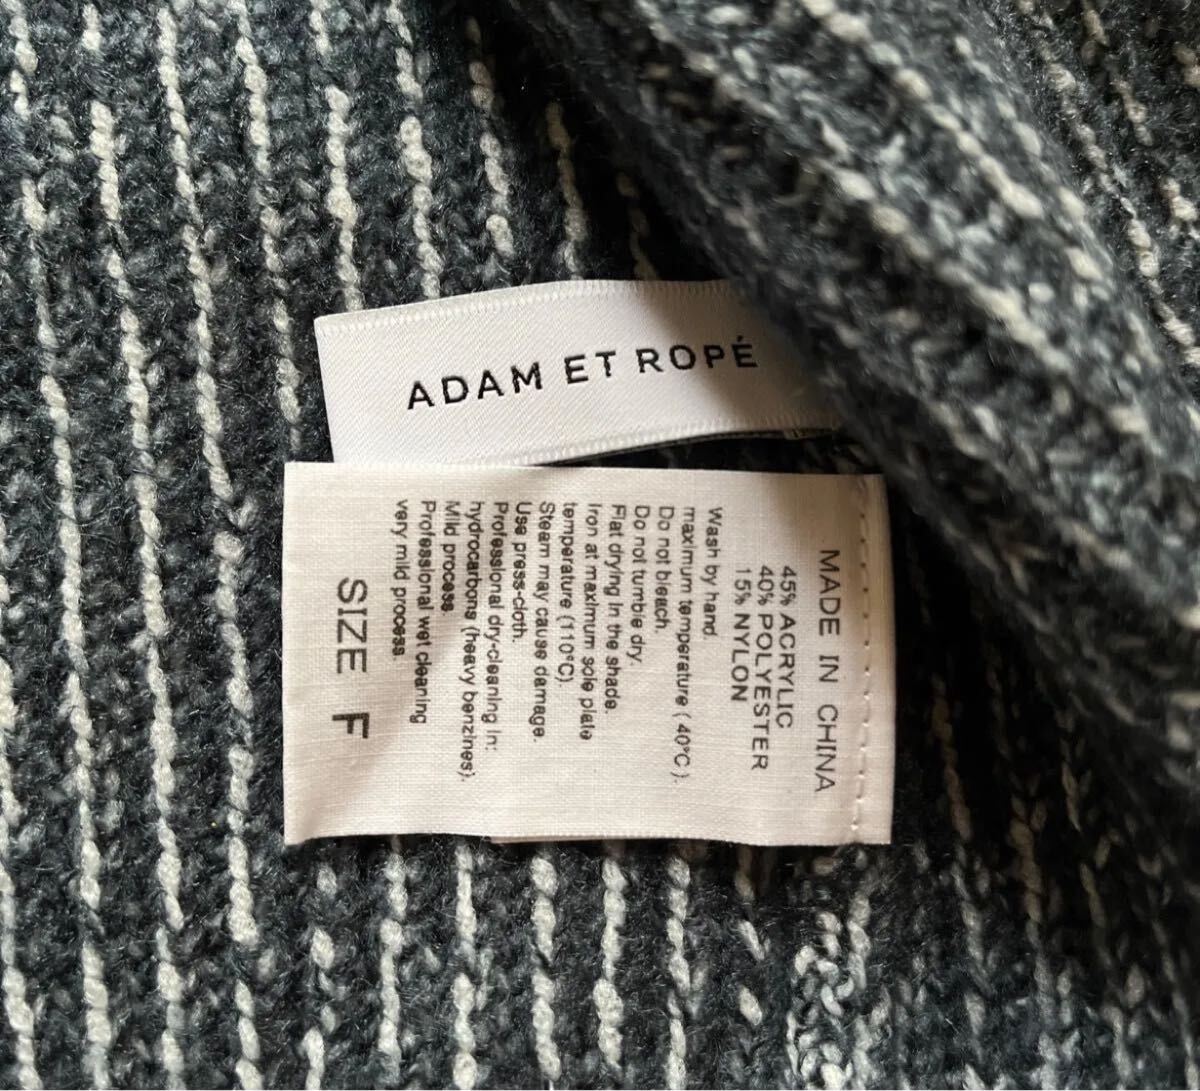 ADAM ET ROPÉ
MADE IN CHINA
45% ACRYLIC
40% POLYESTER
15% NYLON
Wash by hand.
maximum temperature ( 40°C ).
Do not bleach.
Do not tumble dry.
Flat drying in the shade.
Iron at maximum sole plate
temperature (110°C).
Steam may cause damage.
Use press-cloth.
Professional dry-cleaning in:
hydrocarbons (heavy benzines).
Mild process.
Professional wet cleaning
very mild process.
SIZE F